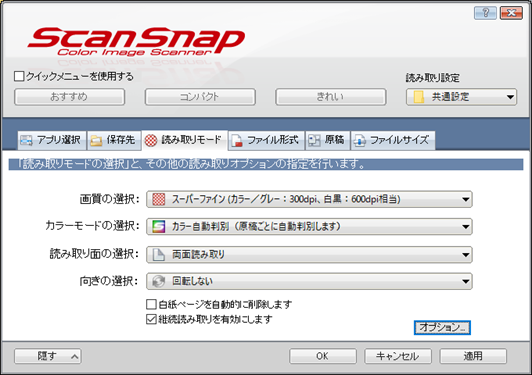 ScanSnap
Color Image Scanner
クイックメニューを使用する
読み取り設定
おすすめ
コンパクト
きれい
共通設定
アプリ選択
保存先
読み取りモード
ファイル形式
原稿
ファイルサイズ
「読み取りモードの選択」と、その他の読み取りオプションの指定を行います。
画質の選択: スーパーファイン (カラー/グレー:300dpi、白黒:600dpi相当)
カラーモードの選択: カラー自動判別 (原稿ごとに自動判別します)
読み取り面の選択: 両面読み取り
向きの選択: 回転しない
白紙ページを自動的に削除します
継続読み取りを有効にします
オプション...
隠す
OK
キャンセル
適用